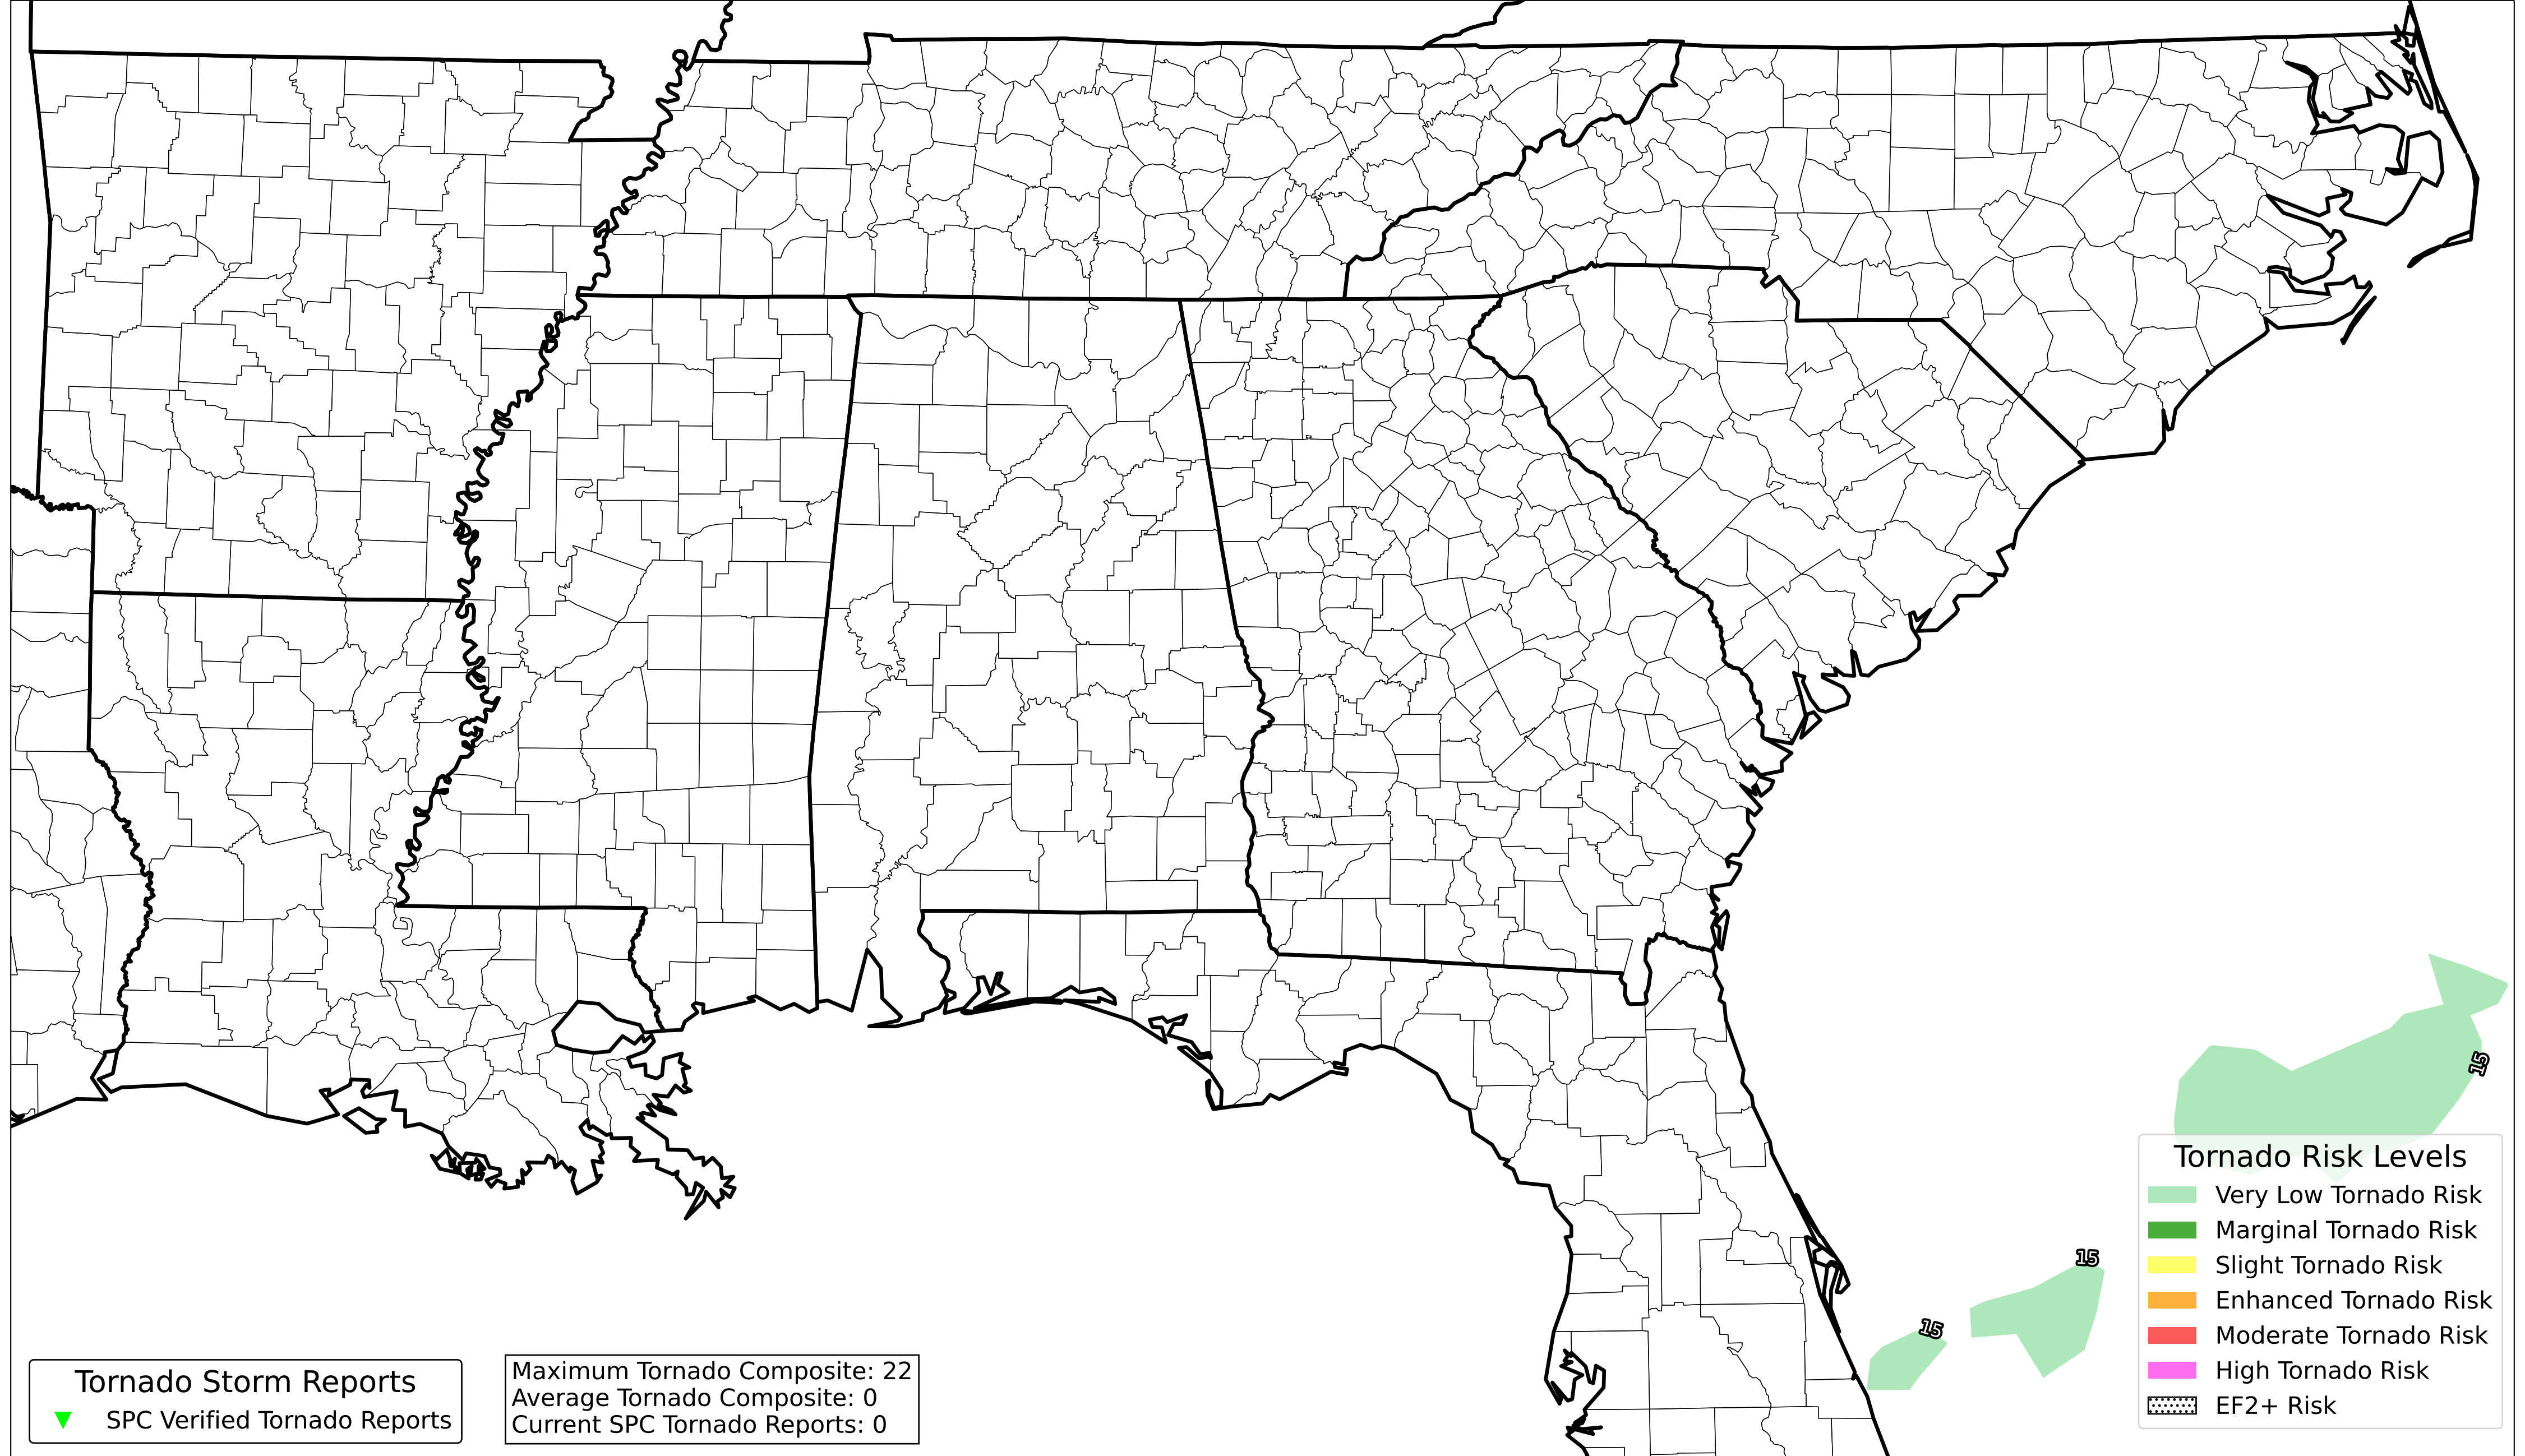 15
15
15
Tornado Risk Levels
Very Low Tornado Risk
Marginal Tornado Risk
Slight Tornado Risk
Enhanced Tornado Risk
Moderate Tornado Risk
High Tornado Risk
EF2+ Risk
Tornado Storm Reports
SPC Verified Tornado Reports
Maximum Tornado Composite: 22
Average Tornado Composite: 0
Current SPC Tornado Reports: 0